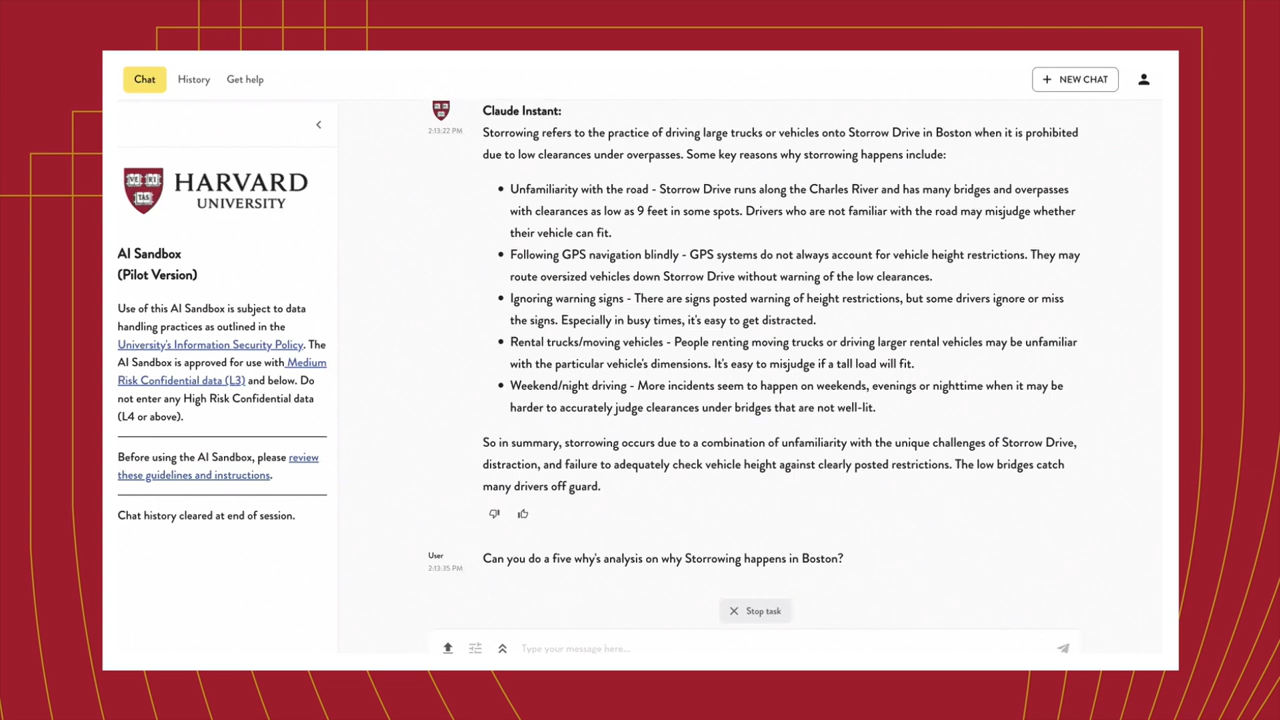 Chat
History
Get help
NEW CHAT
HARVARD
UNIVERSITY
AI Sandbox
(Pilot Version)
Use of this AI Sandbox is subject to data
handling practices as outlined in the
University's Information Security Policy. The
AI Sandbox is approved for use with Medium
Risk Confidential data (L3) and below. Do
not enter any High Risk Confidential data
(L4 or above).
Before using the AI Sandbox, please review
these guidelines and instructions.
Chat history cleared at end of session.
2:13:22 PM
Claude Instant:
Storrowing refers to the practice of driving large trucks or vehicles onto Storrow Drive in Boston when it is prohibited
due to low clearances under overpasses. Some key reasons why storrowing happens include:
• Unfamiliarity with the road - Storrow Drive runs along the Charles River and has many bridges and overpasses
with clearances as low as 9 feet in some spots. Drivers who are not familiar with the road may misjudge whether
their vehicle can fit.
• Following GPS navigation blindly - GPS systems do not always account for vehicle height restrictions. They may
route oversized vehicles down Storrow Drive without warning of the low clearances.
• Ignoring warning signs - There are signs posted warning of height restrictions, but some drivers ignore or miss
the signs. Especially in busy times, it's easy to get distracted.
• Rental trucks/moving vehicles - People renting moving trucks or driving larger rental vehicles may be unfamiliar
with the particular vehicle's dimensions. It's easy to misjudge if a tall load will fit.
• Weekend/night driving - More incidents seem to happen on weekends, evenings or nighttime when it may be
harder to accurately judge clearances under bridges that are not well-lit.
So in summary, storrowing occurs due to a combination of unfamiliarity with the unique challenges of Storrow Drive,
distraction, and failure to adequately check vehicle height against clearly posted restrictions. The low bridges catch
many drivers off guard.
User
2:13:35 PM
Can you do a five why's analysis on why Storrowing happens in Boston?
Stop task
Type your message here...